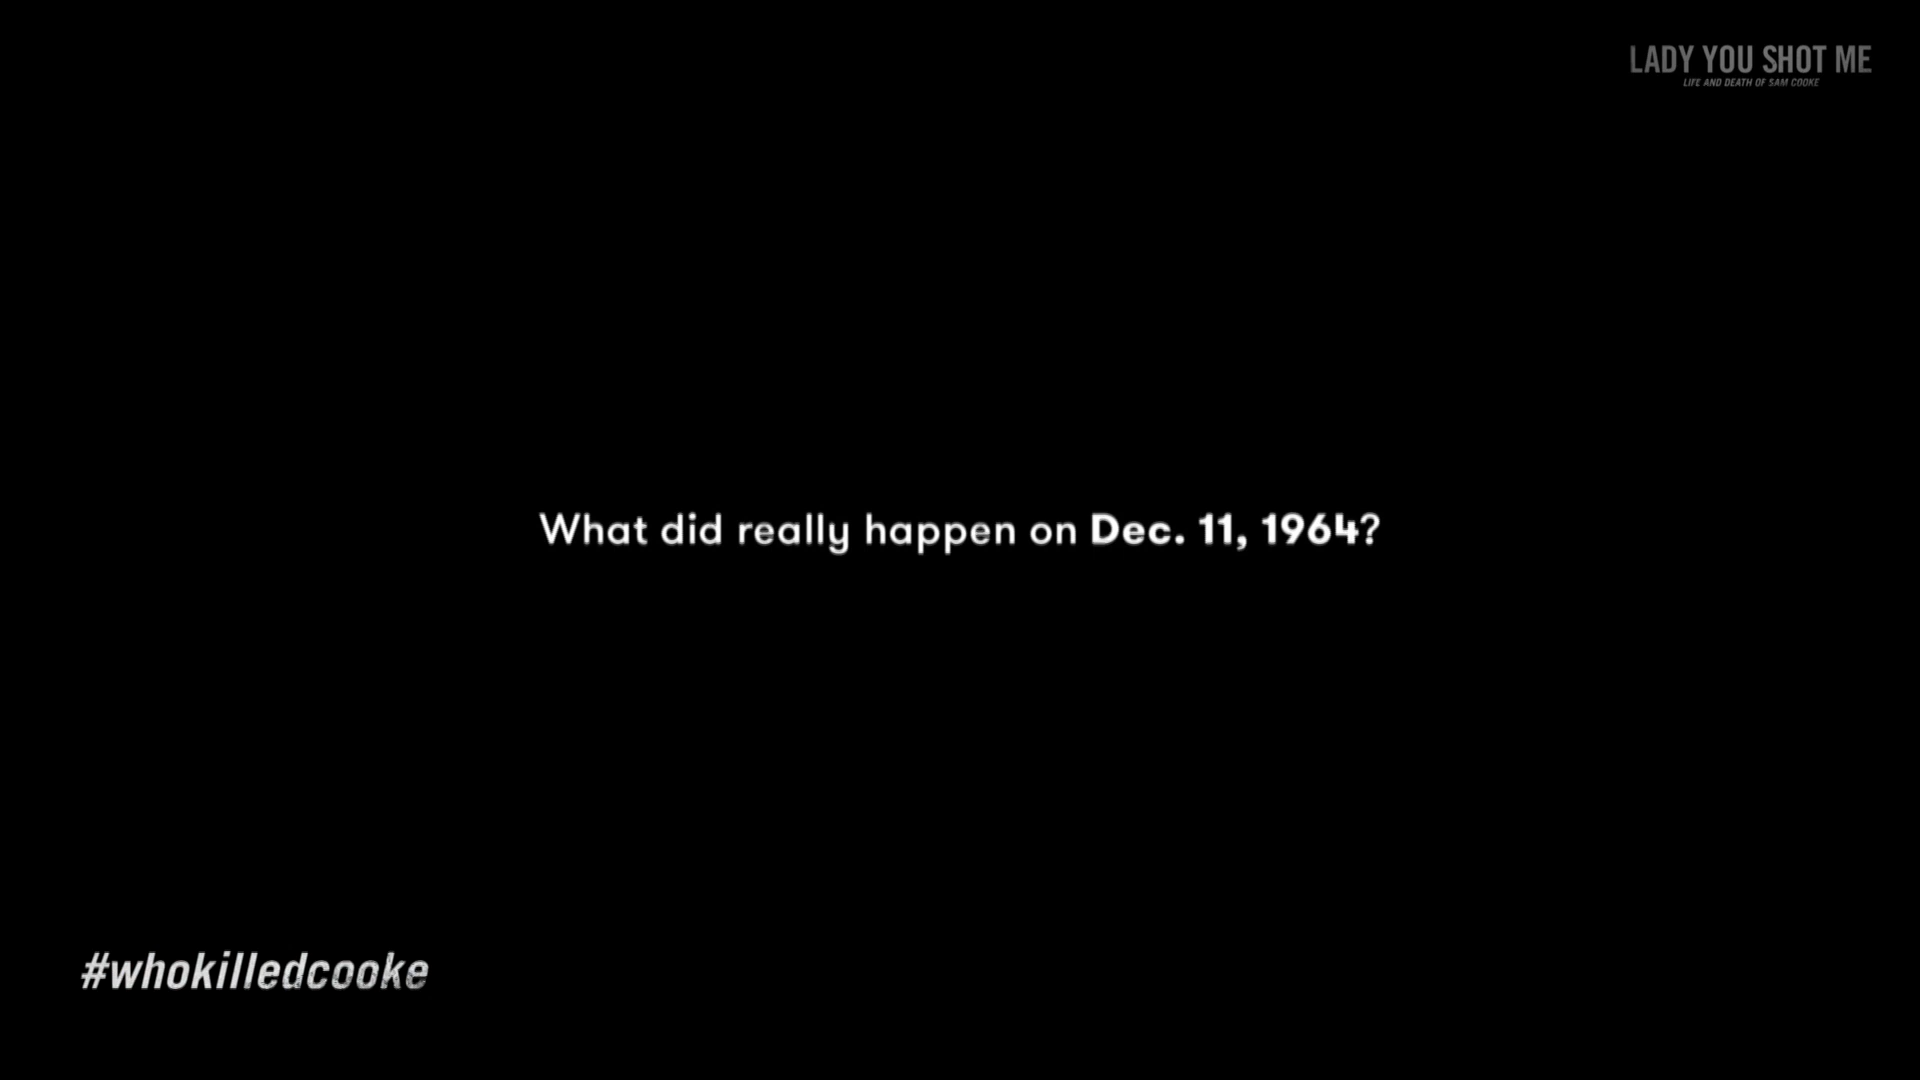 LADY YOU SHOT ME
LIFE AND DEATH OF SAM COOKE
What did really happen on Dec. 11, 1964?
#whokilledcooke